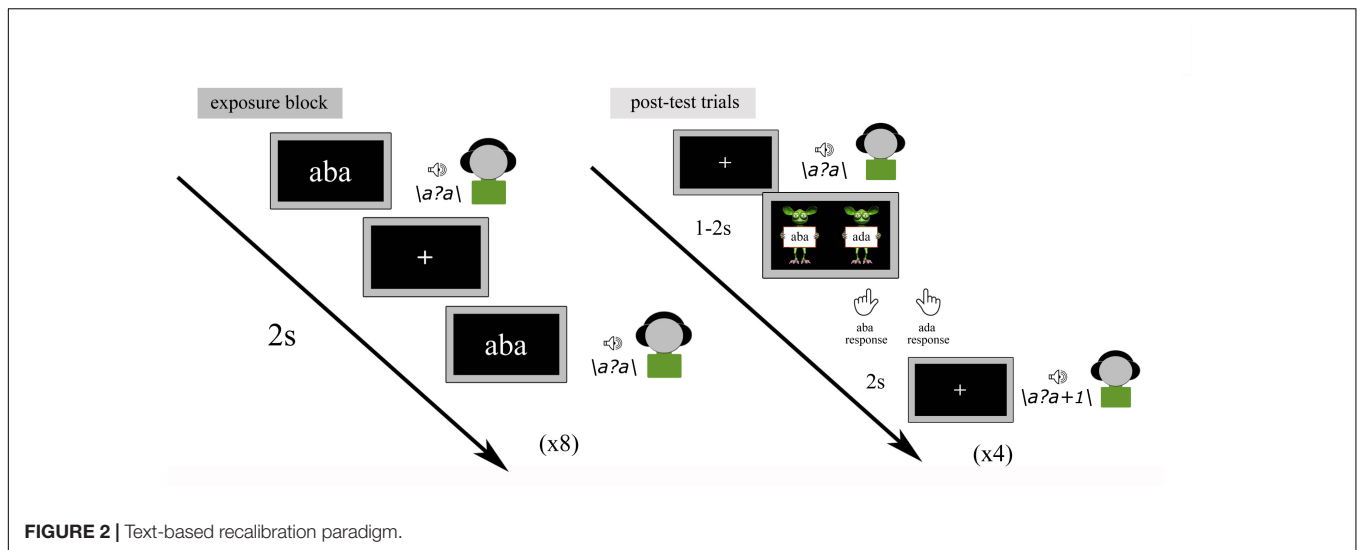 exposure block
aba
\a?a\
+
2s
aba
\a?a\
(x8)
post-test trials
+
\a?a\
1-2s
aba
ada
aba
response
ada
response
2s
+
\a?a+1\
(x4)
FIGURE 2 | Text-based recalibration paradigm.